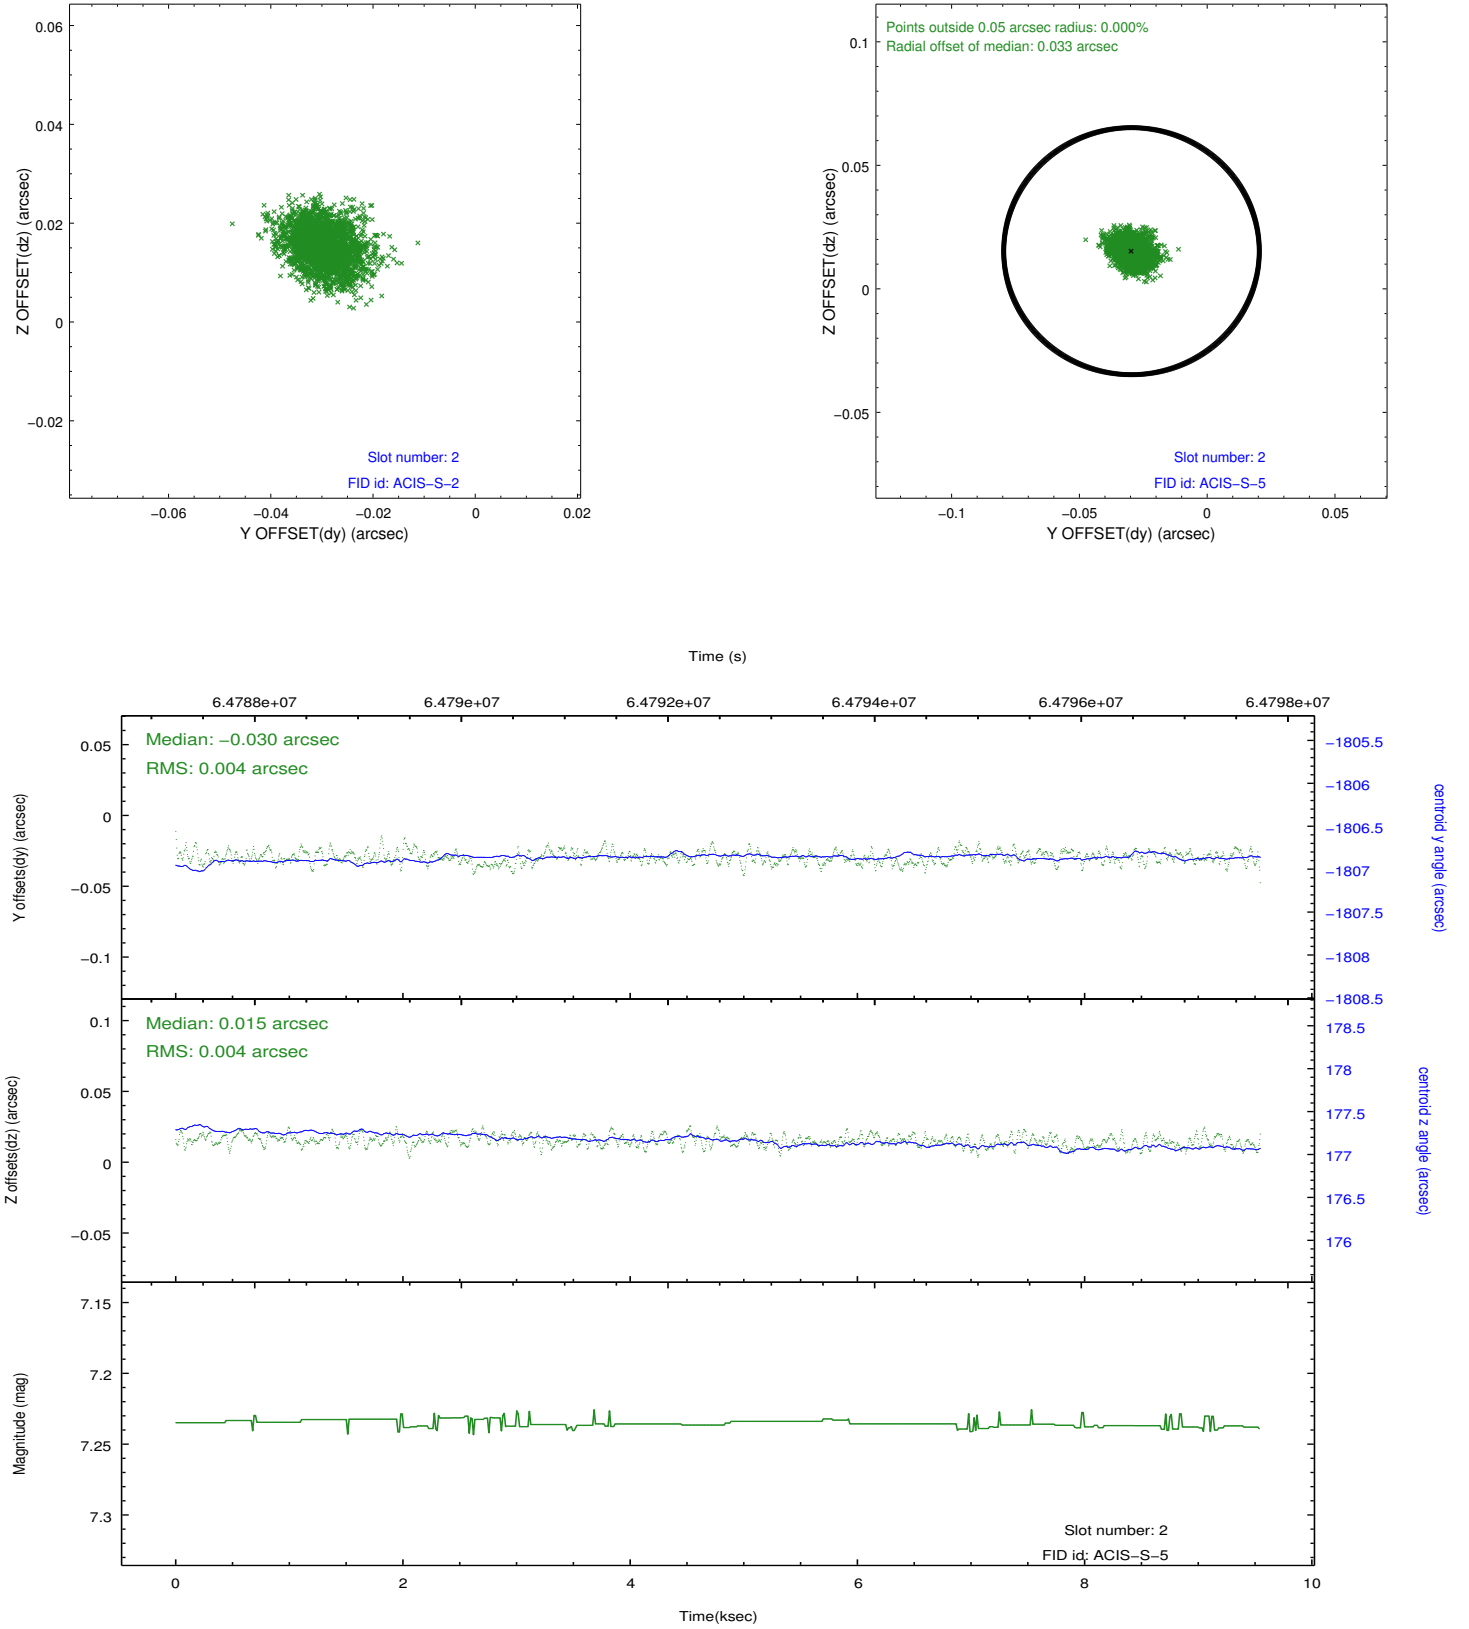 0.06
0.04
0.02
0
−0.02
Z OFFSET(dz) (arcsec)
Slot number: 2
FID id: ACIS−S−2
−0.06
−0.04
−0.02
0
0.02
Y OFFSET(dy) (arcsec)
Points outside 0.05 arcsec radius: 0.000%
Radial offset of median: 0.033 arcsec
0.1
0.05
0
−0.05
Z OFFSET(dz) (arcsec)
Slot number: 2
FID id: ACIS−S−5
−0.1
−0.05
0
0.05
Y OFFSET(dy) (arcsec)
Time (s)
6.4788e+07
6.479e+07
6.4792e+07
6.4794e+07
6.4796e+07
6.4798e+07
Median: −0.030 arcsec
RMS: 0.004 arcsec
0.05
0
−0.05
−0.1
Y offsets(dy) (arcsec)
−1805.5
−1806
−1806.5
−1807
−1807.5
−1808
−1808.5
centroid y angle (arcsec)
Median: 0.015 arcsec
RMS: 0.004 arcsec
0.1
0.05
0
−0.05
Z offsets(dz) (arcsec)
178.5
178
177.5
177
176.5
176
centroid z angle (arcsec)
7.15
7.2
7.25
7.3
Magnitude (mag)
Slot number: 2
FID id: ACIS−S−5
0
2
4
6
8
10
Time(ksec)